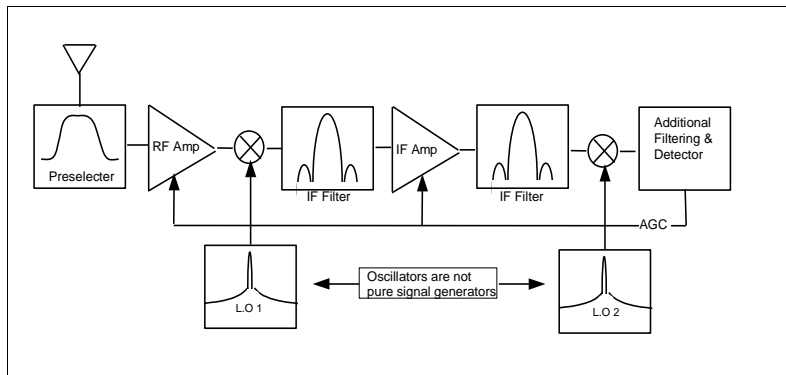 RF Amp
IF Amp
Additional
Filtering &
Detector
Preselecter
IF Filter
IF Filter
AGC
Oscillators are not
pure signal generators
L.O 1
L.O 2